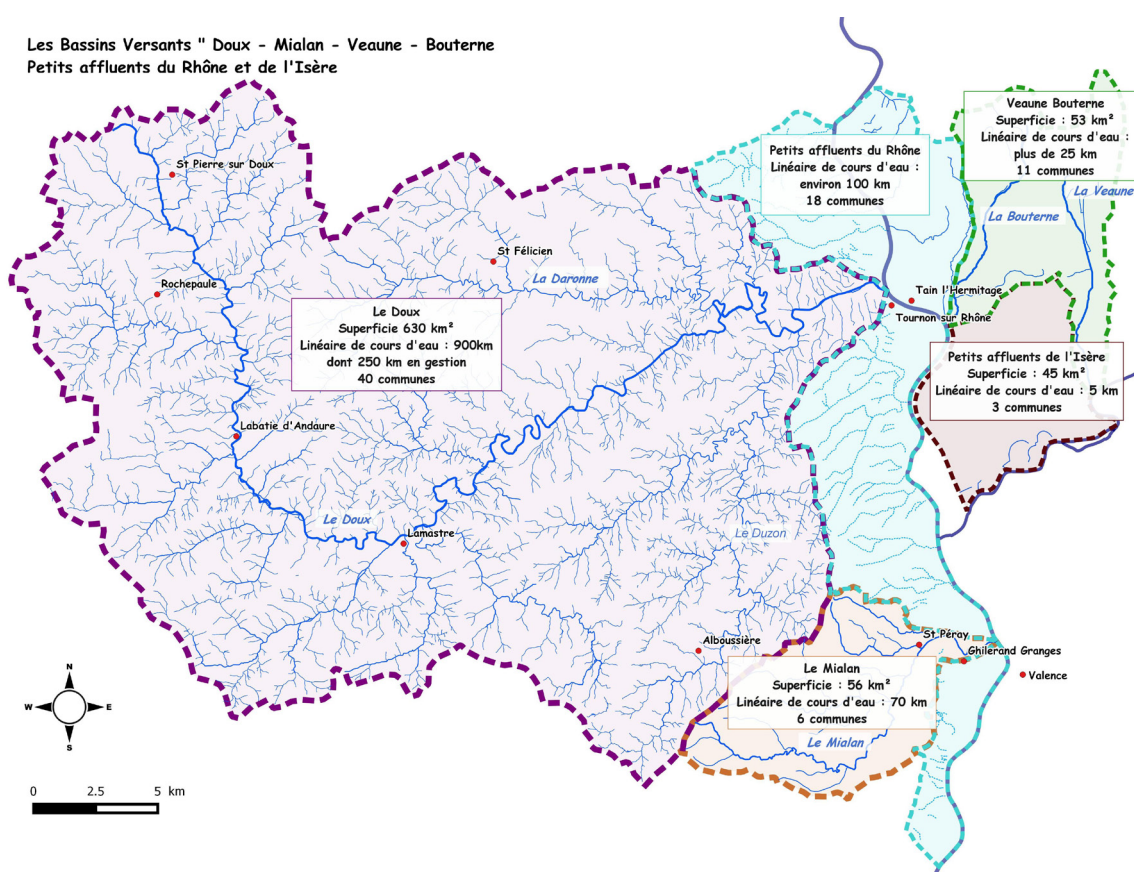 Les Bassins Versants " Doux - Mialan - Veaune - Bouterne
Petits affluents du Rhône et de l'Isère
Veaune Bouterne
Superficie : 53 km²
Linéaire de cours d'eau :
plus de 25 km
11 communes
Petits affluents du Rhône
Linéaire de cours d'eau :
environ 100 km
18 communes
St Pierre sur Doux
La Veaune
La Bouterne
St Félicien
La Daronne
Rochepaule
Tain l'Hermitage
Tournon sur Rhône
Le Doux
Superficie 630 km²
Linéaire de cours d'eau : 900km
dont 250 km en gestion
40 communes
Petits affluents de l'Isère
Superficie : 45 km²
Linéaire de cours d'eau : 5 km
3 communes
Labatie d'Andaure
Le Doux
Lamastre
Le Duzon
St Péray
Alboussière
Ghilerand Granges
Valence
Le Mialan
Superficie : 56 km²
Linéaire de cours d'eau : 70 km
6 communes
Le Mialan
N
W E
S
0 2.5 5 km